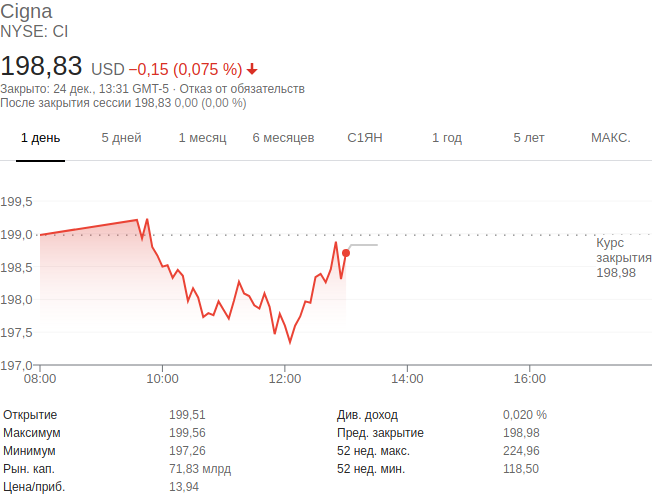 Cigna
NYSE: CI
198,83 USD −0,15 (0,075 %)
Закрыто: 24 дек., 13:31 GMT-5 · Отказ от обязательств
После закрытия сессии 198,83 0,00 (0,00 %)
1 день 5 дней 1 месяц 6 месяцев С1ЯН 1 год 5 лет МАКС.
199,5
199,0
198,5
198,0
197,5
197,0
Курс
закрытия
198,98
08:00 10:00 12:00 14:00 16:00
Открытие 199,51 Див. доход 0,020 %
Максимум 199,56 Пред. закрытие 198,98
Минимум 197,26 52 нед. макс. 224,96
Рын. кап. 71,83 млрд 52 нед. мин. 118,50
Цена/приб. 13,94